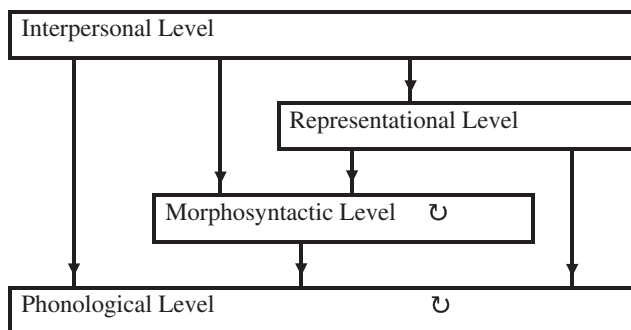 Interpersonal Level
Representational Level
Morphosyntactic Level ↻
Phonological Level ↻